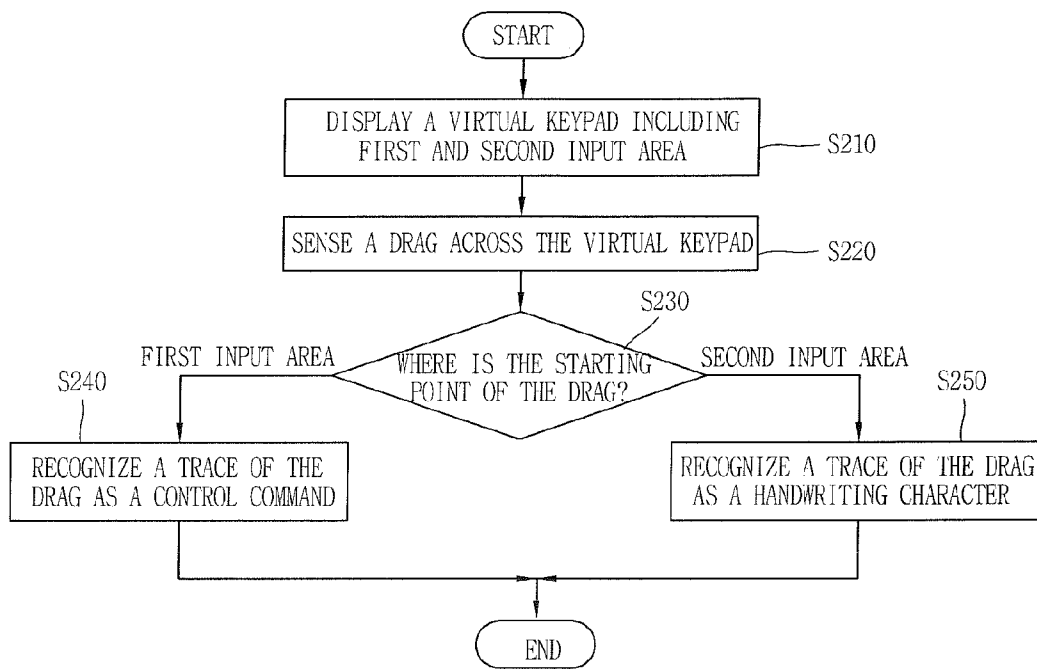 START
DISPLAY A VIRTUAL KEYPAD INCLUDING
FIRST AND SECOND INPUT AREA
S210
SENSE A DRAG ACROSS THE VIRTUAL KEYPAD
S220
S230
FIRST INPUT AREA
WHERE IS THE STARTING
POINT OF THE DRAG?
SECOND INPUT AREA
S240
RECOGNIZE A TRACE OF THE
DRAG AS A CONTROL COMMAND
S250
RECOGNIZE A TRACE OF THE DRAG
AS A HANDWRITING CHARACTER
END